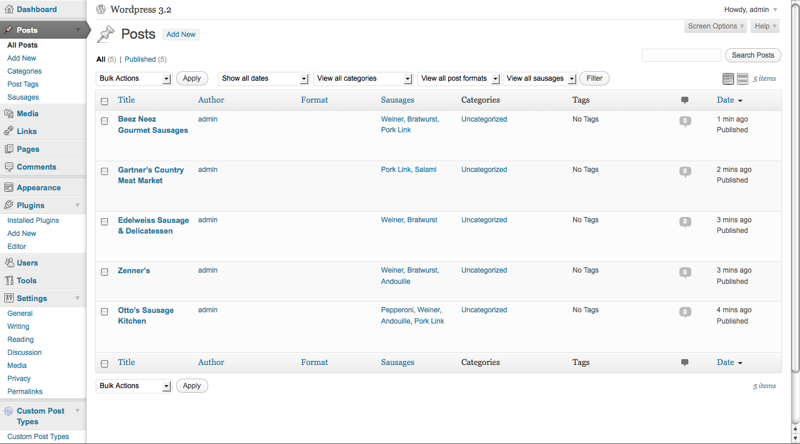 Dashboard
Posts
All Posts
Add New
Categories
Post Tags
Sausages
Media
Links
Pages
Comments
Appearance
Plugins
Installed Plugins
Add New
Editor
Users
Tools
Settings
General
Writing
Reading
Discussion
Media
Privacy
Permalinks
Custom Post
Types
Custom Post Types
Wordpress 3.2
Howdy, admin
Posts Add New
Screen Options Help
All (5) | Published (5)
Search Posts
Bulk Actions Apply Show all dates View all categories View all post formats View all sausages Filter 5 items
Title Author Format Sausages Categories Tags Date
Beez Neez admin Weiner, Bratwurst, Uncategorized No Tags 0 1 min ago
Gourmet Sausages Pork Link Published
Gartner's Country admin Pork Link, Salami Uncategorized No Tags 0 2 mins ago
Meat Market Published
Edelweiss Sausage admin Weiner, Bratwurst Uncategorized No Tags 0 3 mins ago
& Delicatessen Published
Zenner's admin Weiner, Bratwurst, Uncategorized No Tags 0 3 mins ago
Andouille Published
Otto's Sausage admin Pepperoni, Weiner, Uncategorized No Tags 0 4 mins ago
Kitchen Andouille, Pork Link Published
Title Author Format Sausages Categories Tags Date
Bulk Actions Apply 5 items